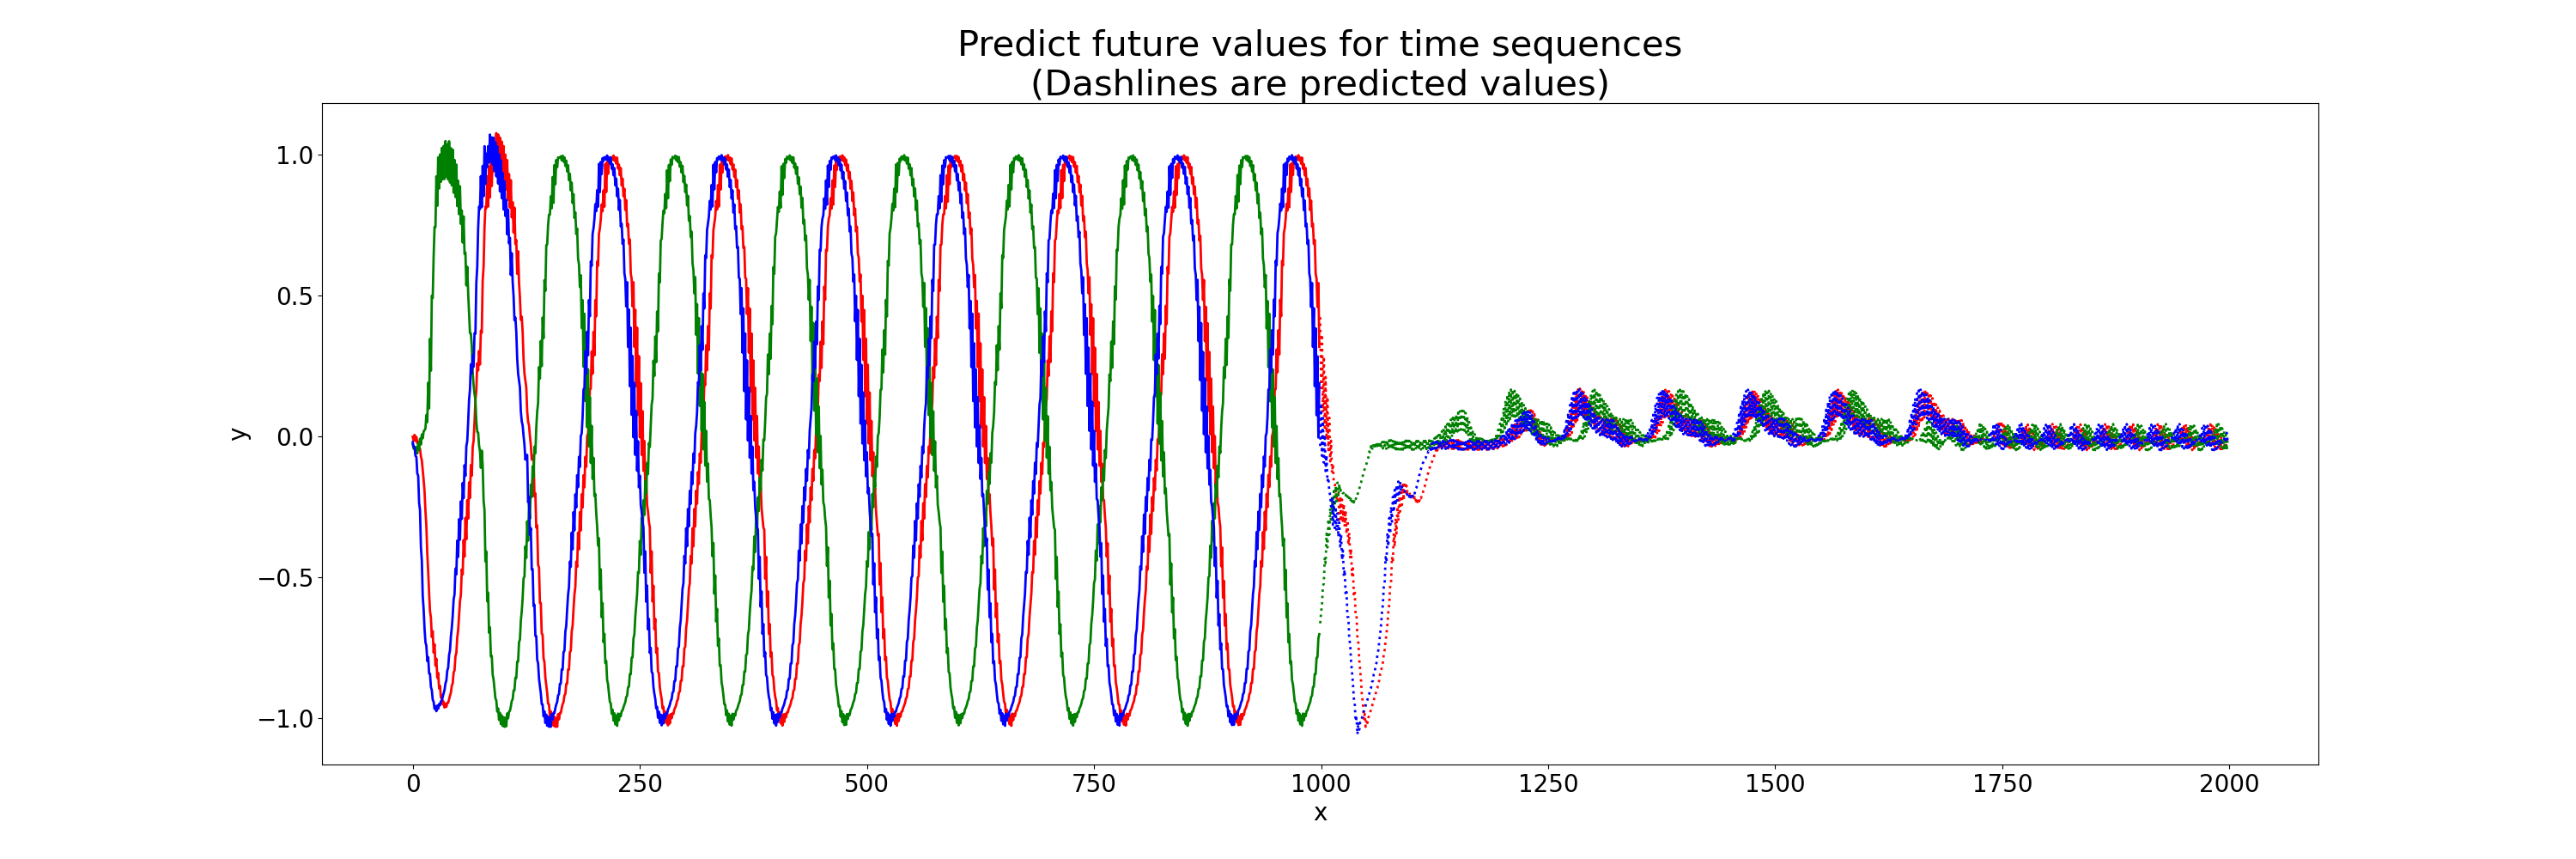 Predict future values for time sequences
(Dashlines are predicted values)
1.0
0.5
0.0
−0.5
−1.0
y
0 250 500 750 1000 1250 1500 1750 2000
x